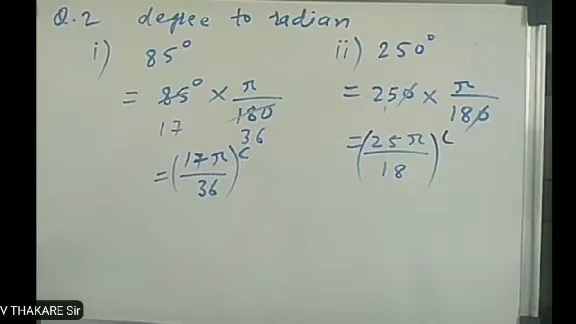 Q.2 degree to radian
i) 85°
= 85° × π/180
17 36
= (17π/36)^c
ii) 250°
= 250 × π/180
= (25π/18)^c
V THAKARE Sir